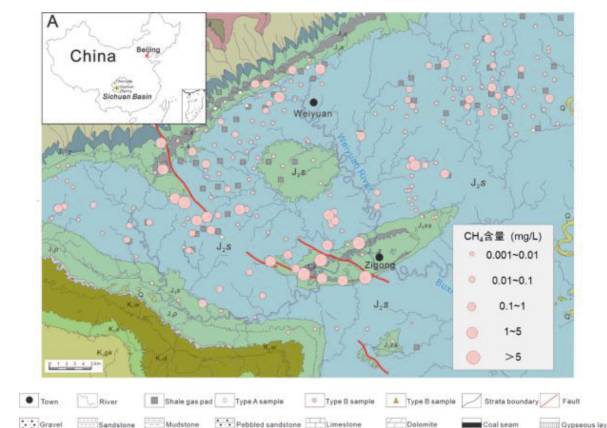 A
China
Beijing
Sichuan Basin
Weiyuan
Weiyuan River
J₂s
J₂s
J₂s
J₂s
Zigong
CH₄含量 (mg/L)
0.001~0.01
0.01~0.1
0.1~1
1~5
>5
Town
River
Shale gas pad
Type A sample
Type B sample
Type B sample
Strata boundary
Fault
Gravel
Sandstone
Mudstone
Pebbled sandstone
Limestone
Dolomite
Coal seam
Gypseous lay